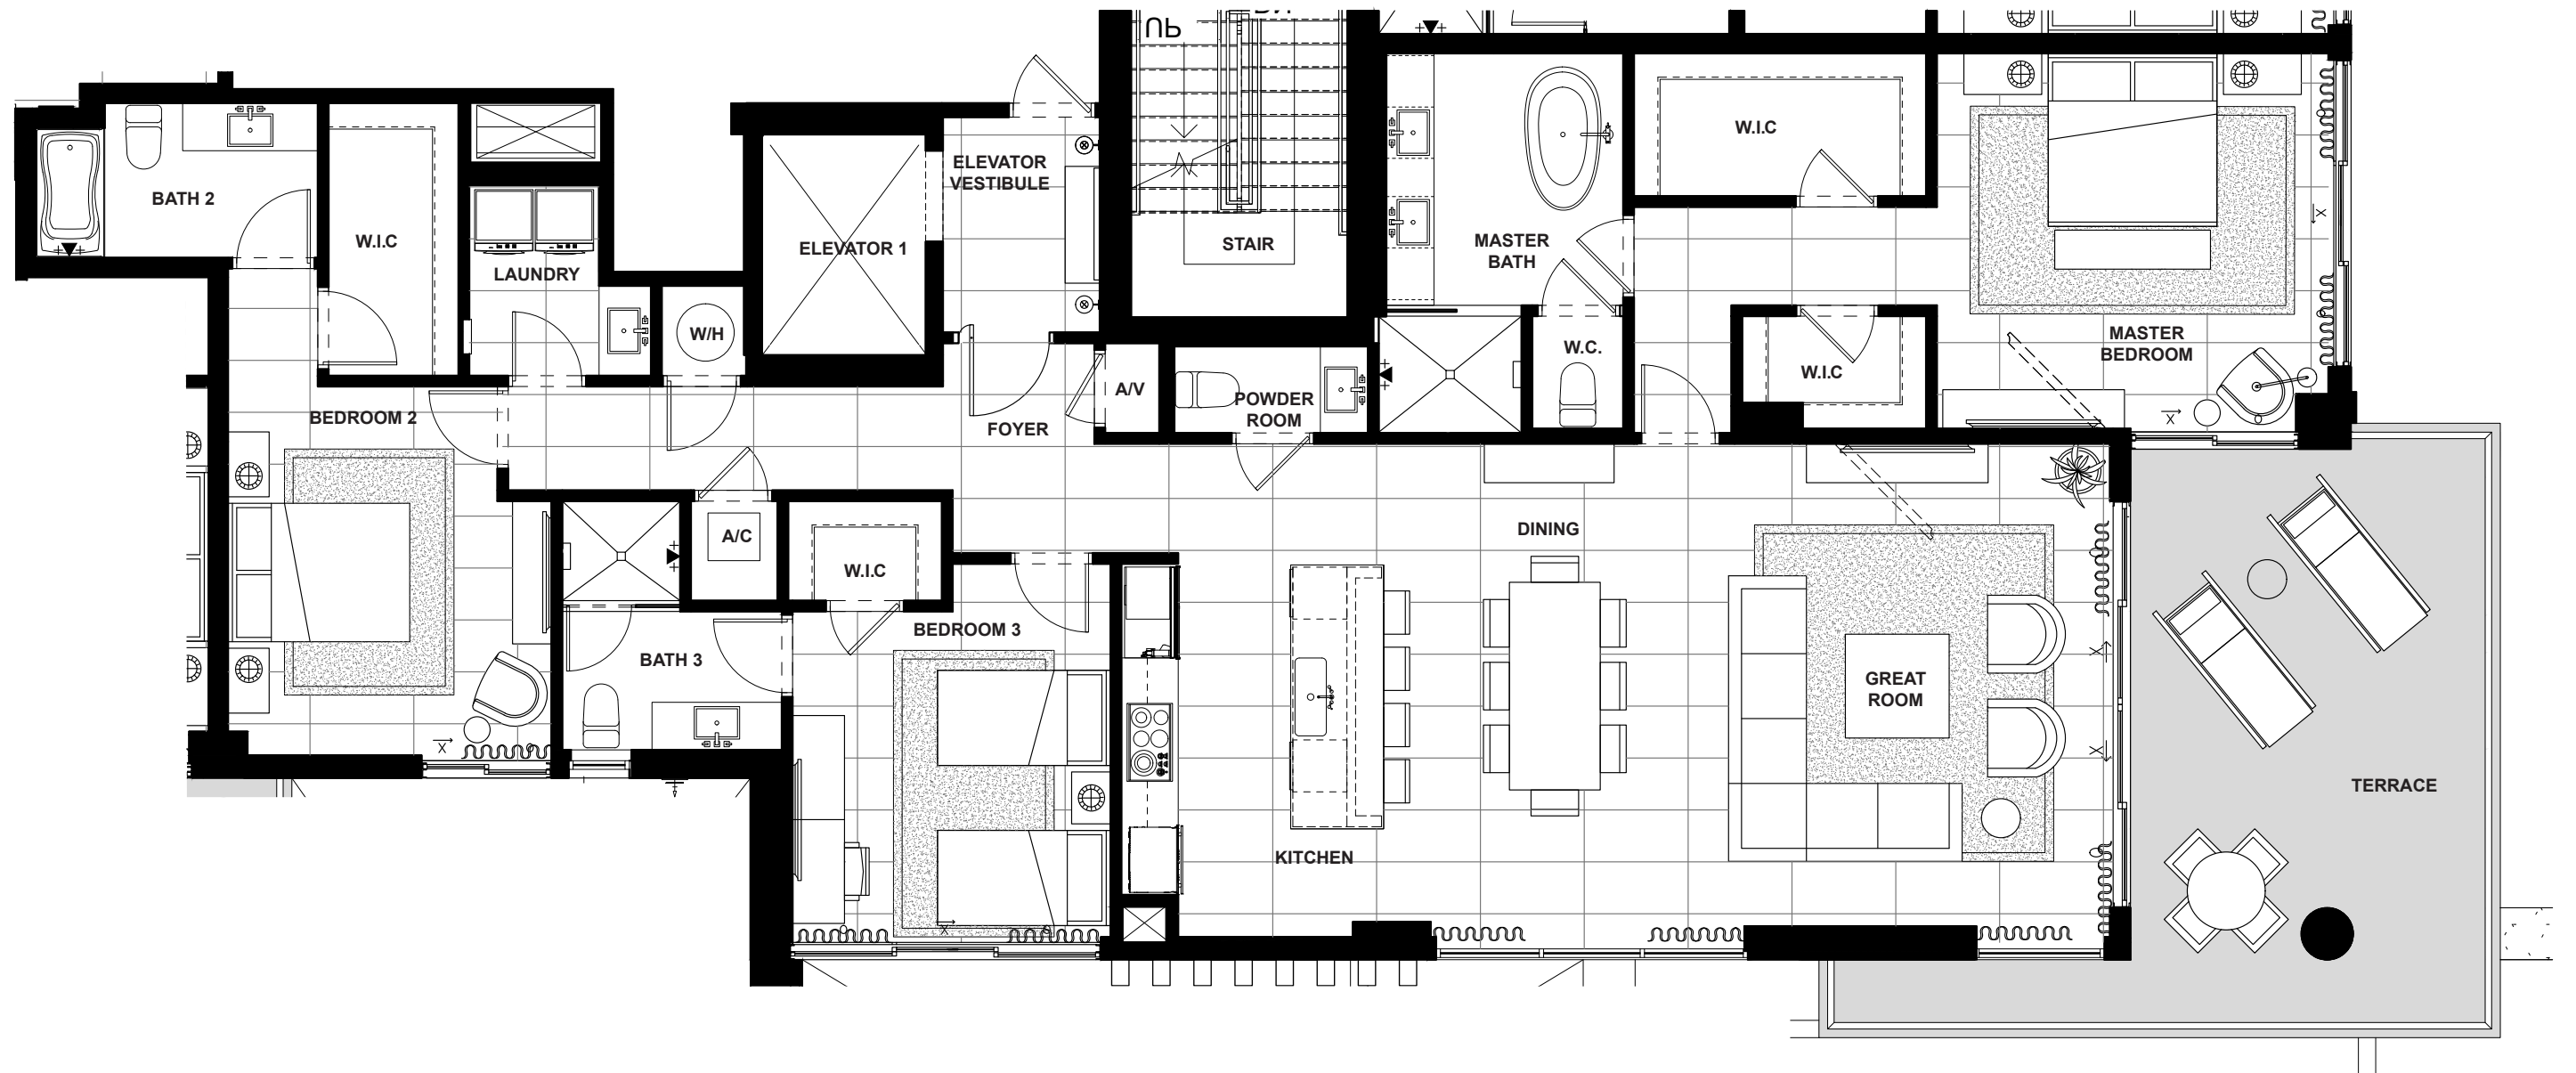 UP
BATH 2
W.I.C
LAUNDRY
W/H
ELEVATOR 1
ELEVATOR
VESTIBULE
STAIR
MASTER
BATH
W.I.C
W.C.
W.I.C
MASTER
BEDROOM
BEDROOM 2
FOYER
A/V
POWDER
ROOM
A/C
W.I.C
BATH 3
BEDROOM 3
DINING
KITCHEN
GREAT
ROOM
TERRACE
X
X
X
X
X
X